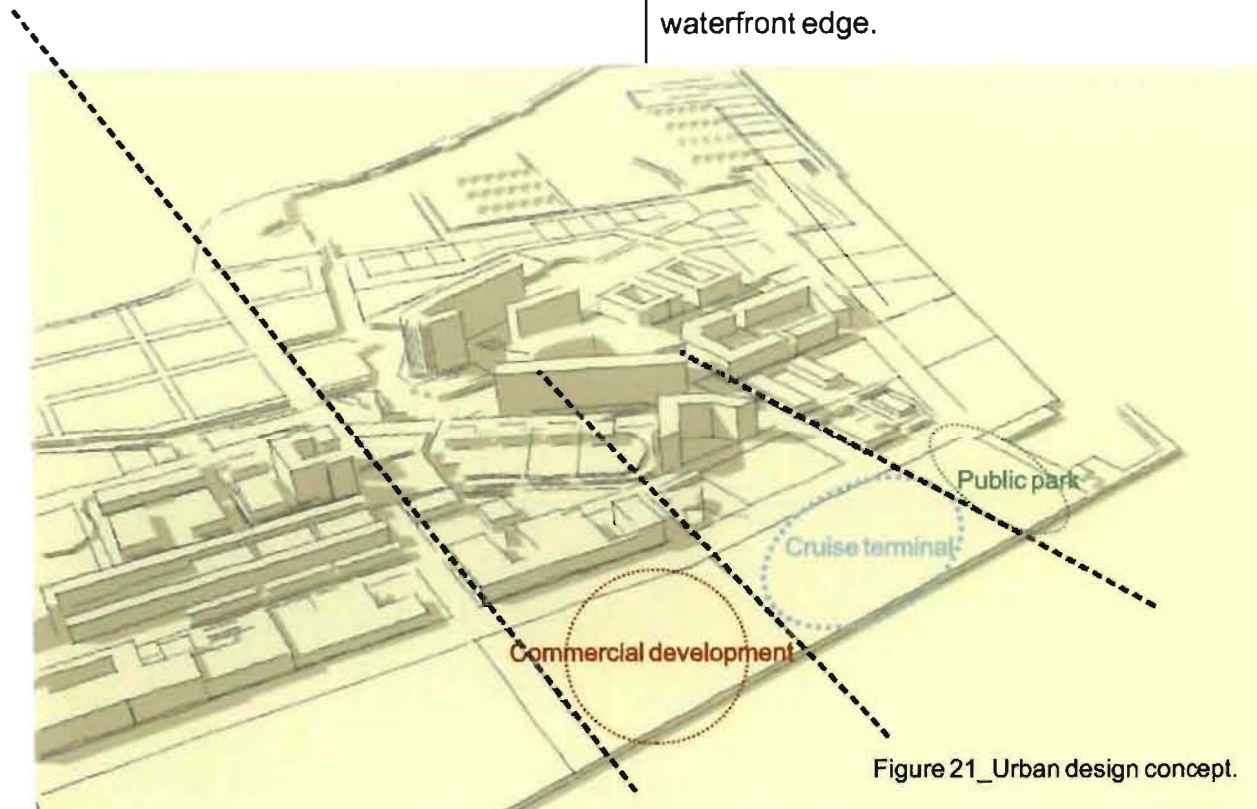 waterfront edge.
Public park
Cruise terminal
Commercial development
Figure 21_Urban design concept.